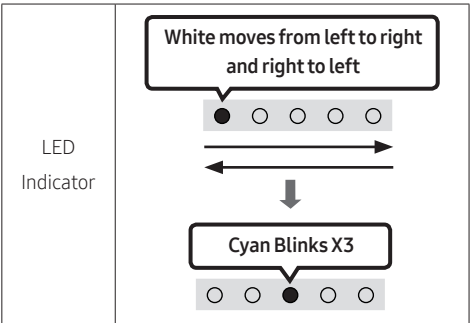 White moves from left to right
and right to left
LED
Indicator
Cyan Blinks X3